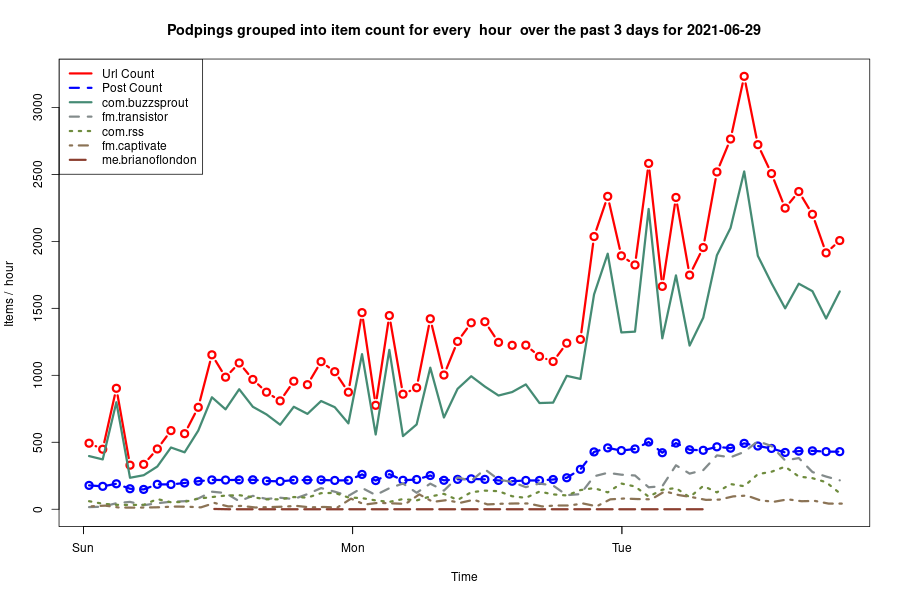 Podpings grouped into item count for every  hour  over the past 3 days for 2021-06-29
Url Count
Post Count
com.buzzsprout
fm.transistor
com.rss
fm.captivate
me.brianoflondon
Items /  hour
3000
2500
2000
1500
1000
500
0
Sun Mon Tue
Time